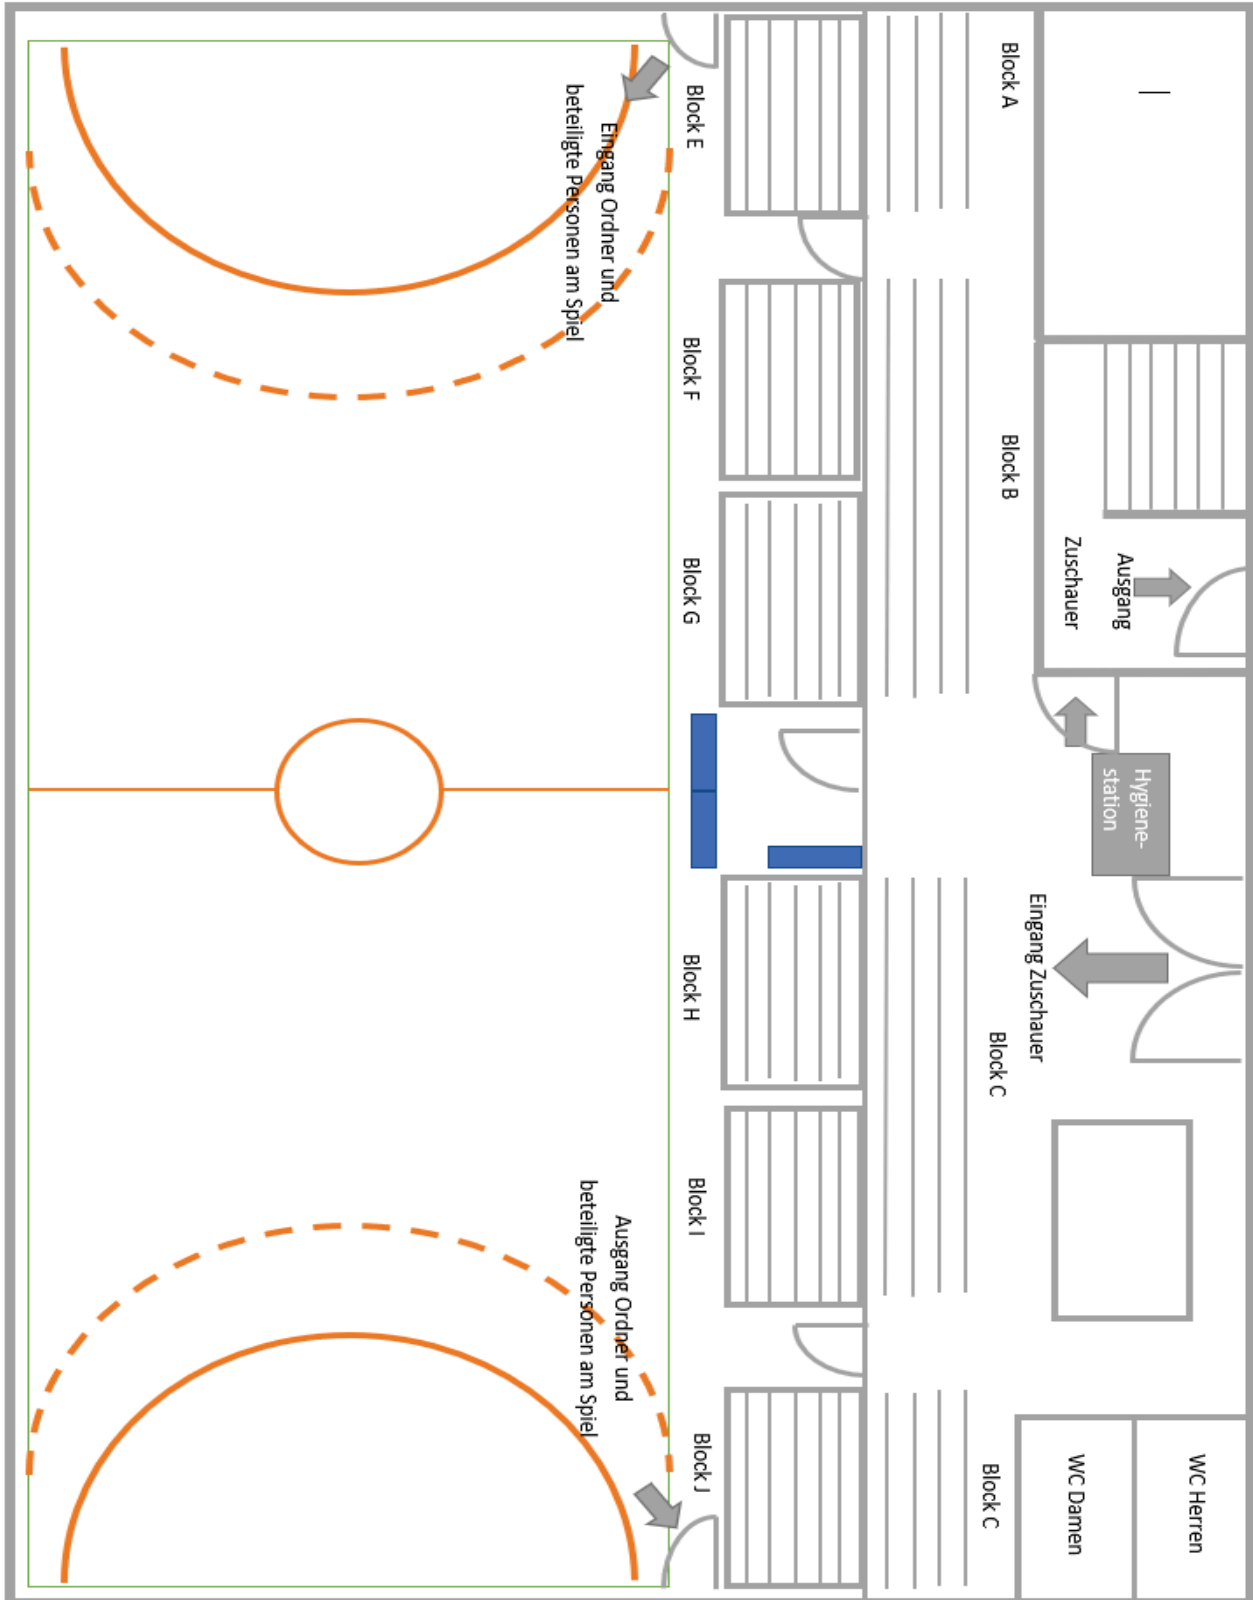 WC Herren
Ausgang
Zuschauer
Hygiene-
station
WC Damen
Eingang Zuschauer
Block A
Block B
Block C
Block C
Block E
Block F
Block G
Block H
Block I
Block J
Eingang Ordner und
beteiligte Personen am Spiel
Ausgang Ordner und
beteiligte Personen am Spiel